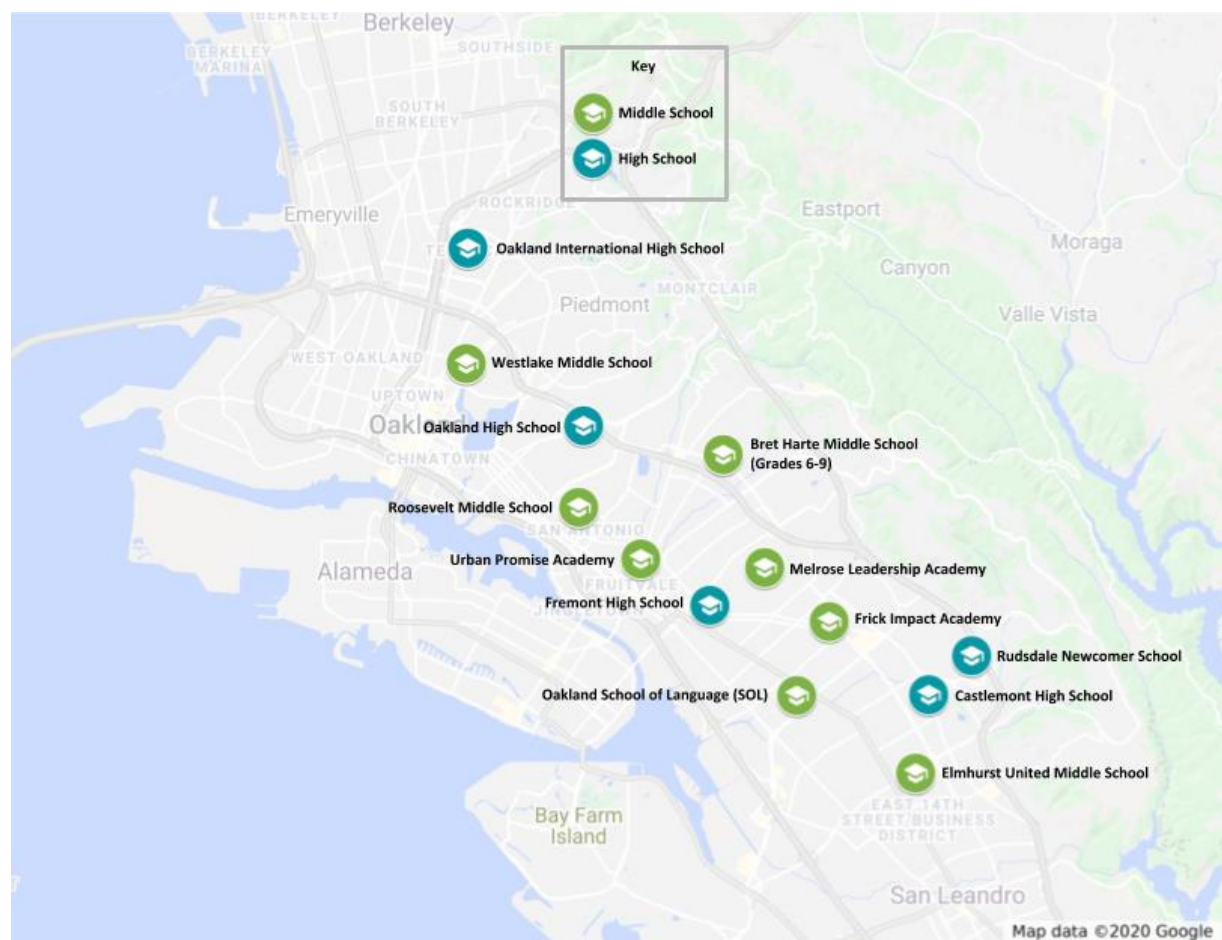 BERKELEY
Berkeley
BERKELEY
MARINA
SOUTHSIDE
Key
SOUTH
BERKELEY
Middle School
High School
ROCKRIDGE
Emeryville
Eastport
Moraga
Oakland International High School
Canyon
MONTCLAIR
Piedmont
Valle Vista
WEST OAKLAND
Westlake Middle School
UPTOWN
Oakland
Oakland High School
CHINATOWN
Bret Harte Middle School
(Grades 6-9)
Roosevelt Middle School
SAN ANTONIO
Urban Promise Academy
Alameda
Melrose Leadership Academy
FRUITVALE
Fremont High School
Frick Impact Academy
Rudsdale Newcomer School
Oakland School of Language (SOL)
Castlemont High School
Elmhurst United Middle School
EAST 14TH
STREET/BUSINESS
DISTRICT
Bay Farm
Island
San Leandro
Map data ©2020 Google